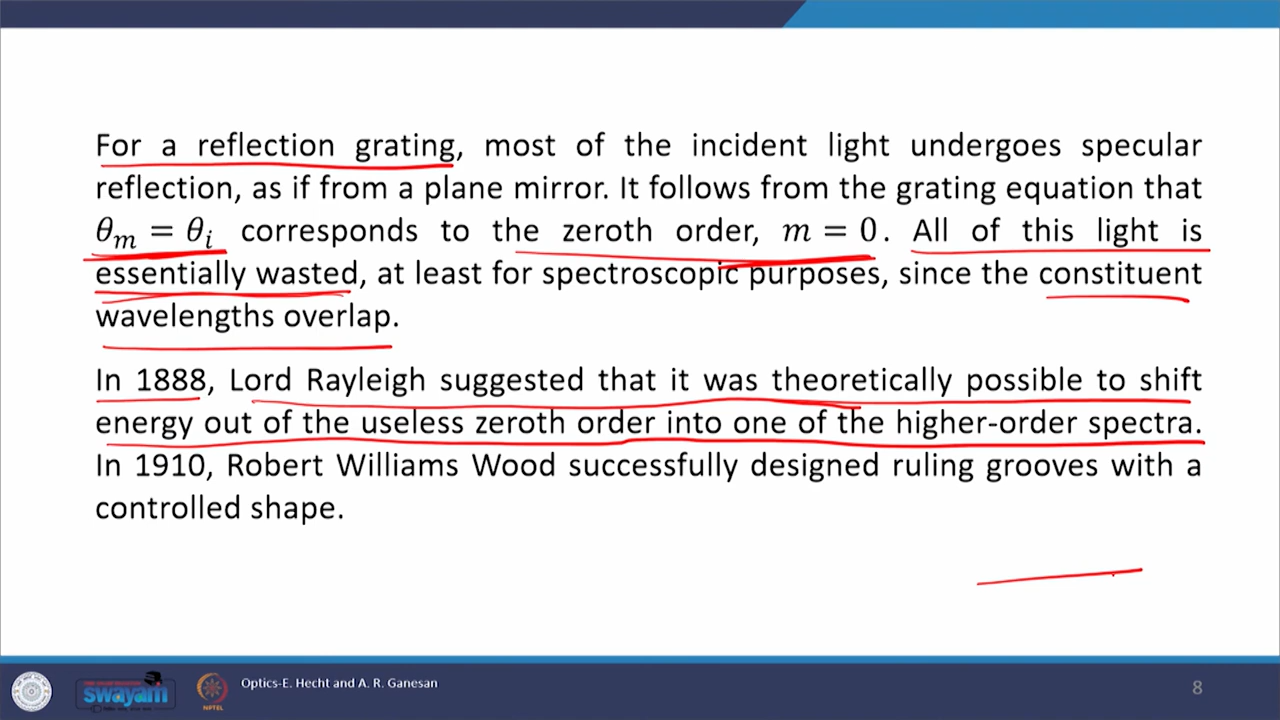 For a reflection grating, most of the incident light undergoes specular
reflection, as if from a plane mirror. It follows from the grating equation that
θₘ = θᵢ corresponds to the zeroth order, m = 0. All of this light is
essentially wasted, at least for spectroscopic purposes, since the constituent
wavelengths overlap.
In 1888, Lord Rayleigh suggested that it was theoretically possible to shift
energy out of the useless zeroth order into one of the higher-order spectra.
In 1910, Robert Williams Wood successfully designed ruling grooves with a
controlled shape.
swayam
NPTEL
Optics-E. Hecht and A. R. Ganesan
8